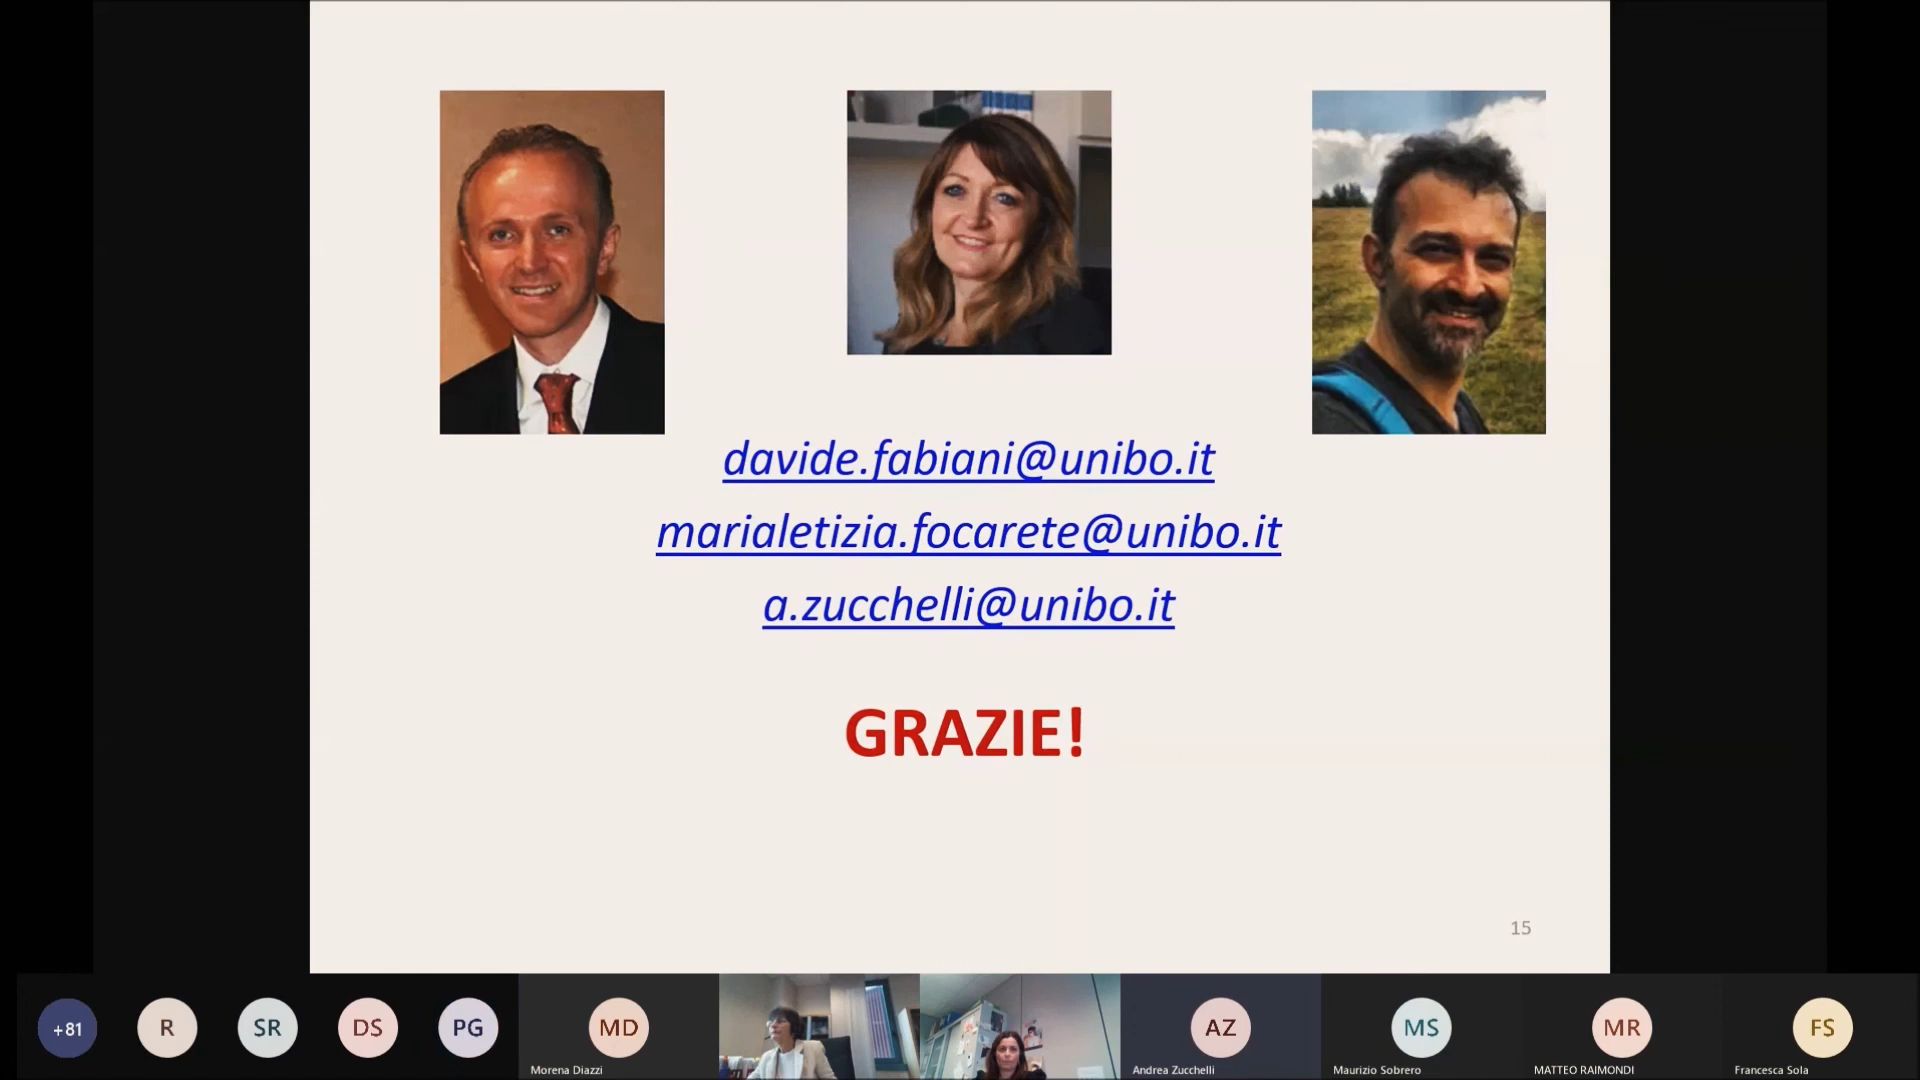 davide.fabiani@unibo.it
marialetizia.focarete@unibo.it
a.zucchelli@unibo.it
GRAZIE!
15
+81
R
SR
DS
PG
MD
AZ
MS
MR
FS
Morena Diazzi
Andrea Zucchelli
Maurizio Sobrero
MATTEO RAIMONDI
Francesca Sola